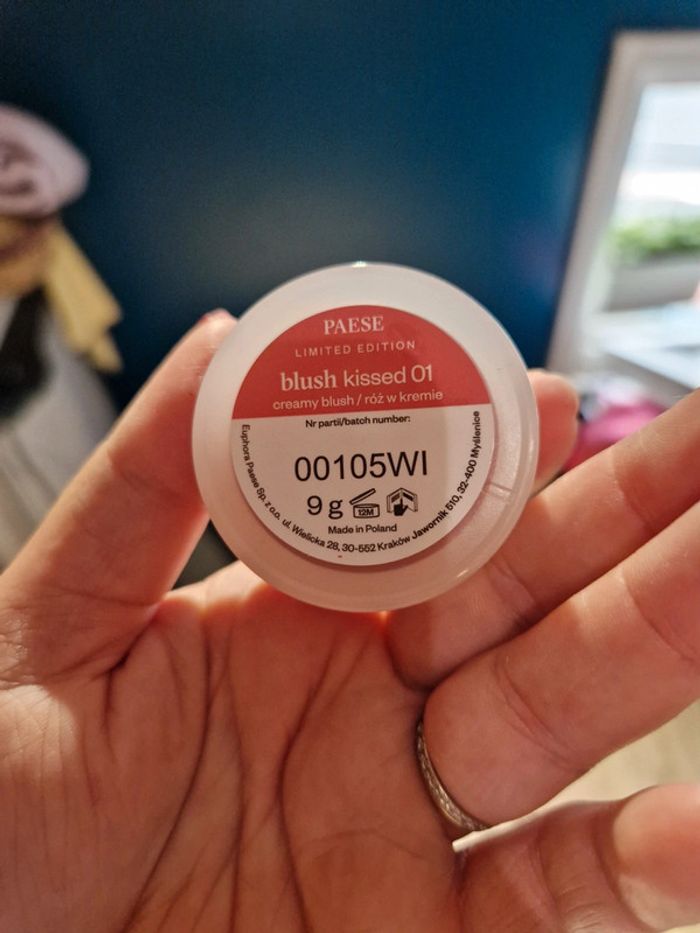 PAESE
LIMITED EDITION
blush kissed 01
creamy blush / róż w kremie
Nr partii/batch number:
00105WI
9 g 12M
Made in Poland
Euphora Paese Sp. z o.o. ul. Wielicka 28, 30-552 Kraków Jawornik 510, 32-400 Myślenice